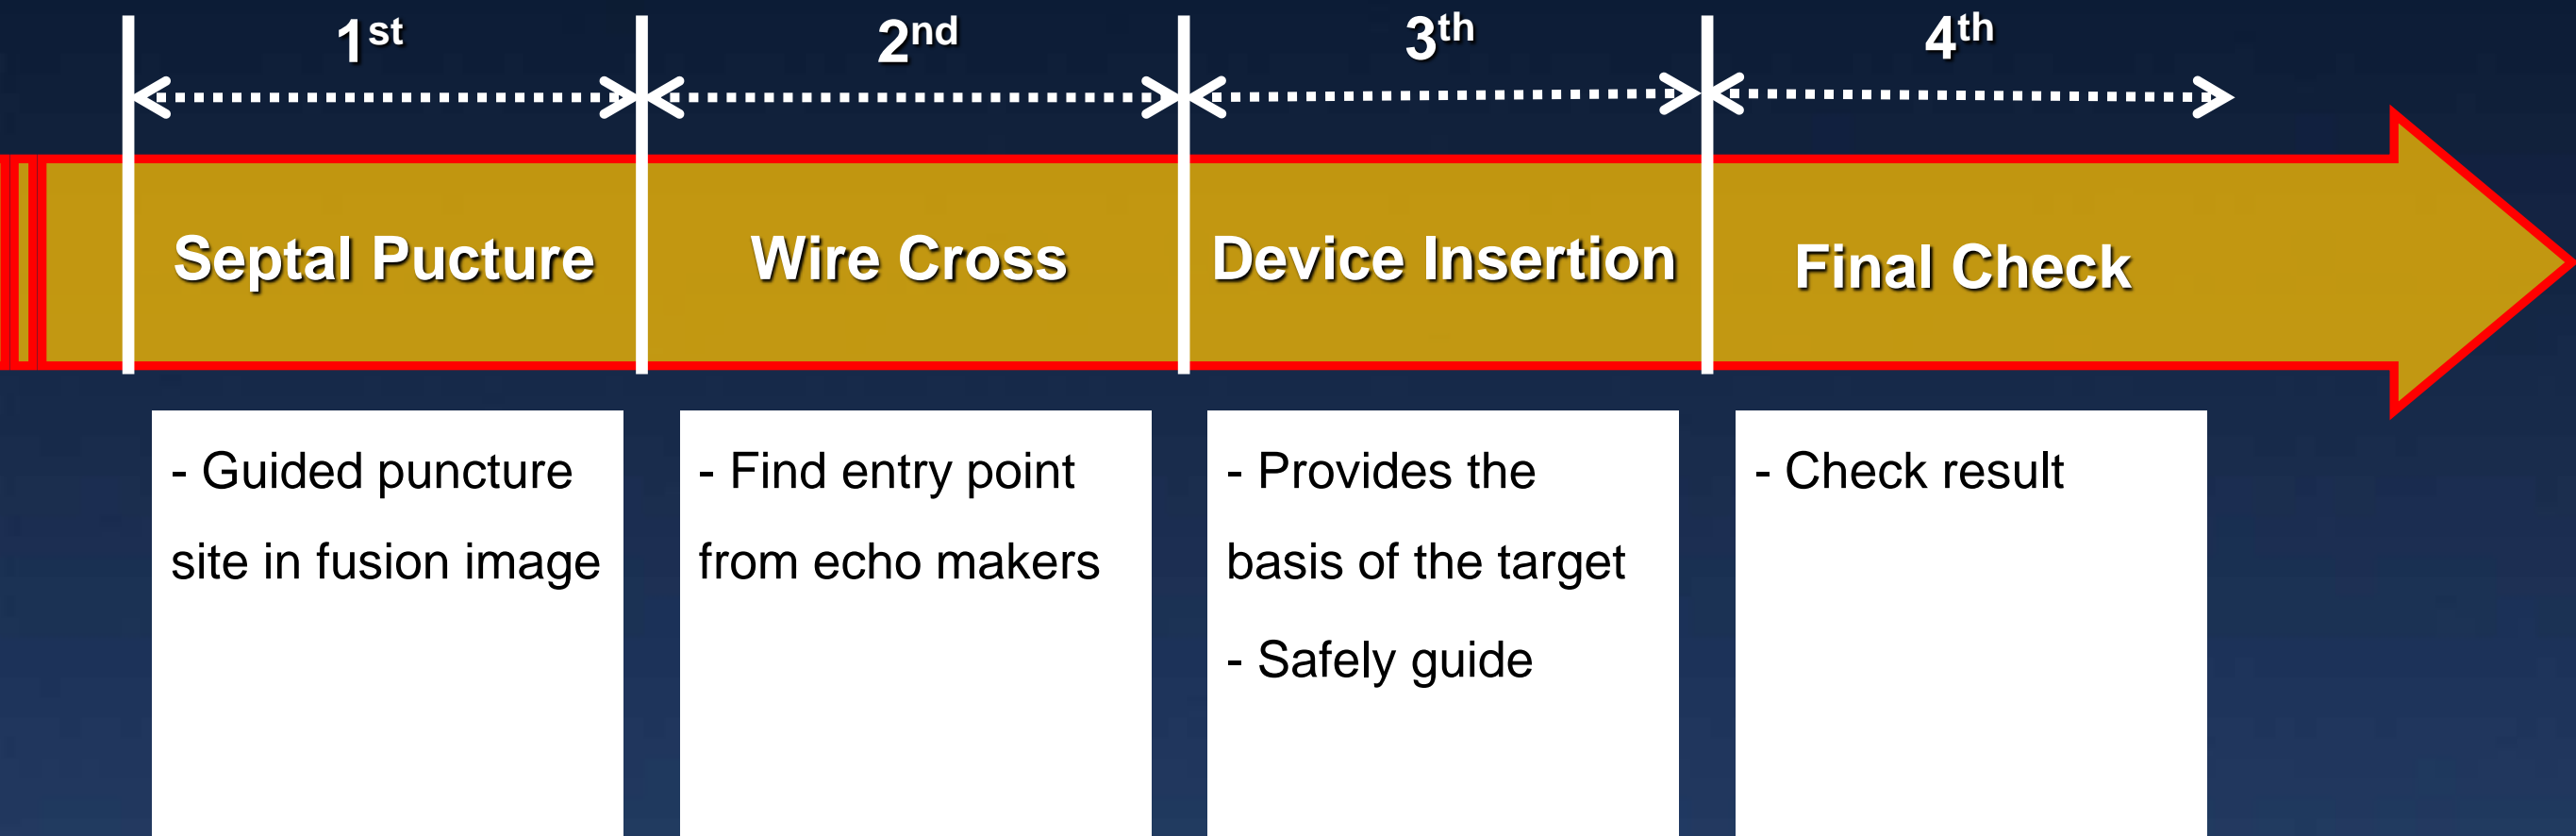 1st
2nd
3th
4th
Septal Pucture
Wire Cross
Device Insertion
Final Check
- Guided puncture
site in fusion image
- Find entry point
from echo makers
- Provides the
basis of the target
- Safely guide
- Check result